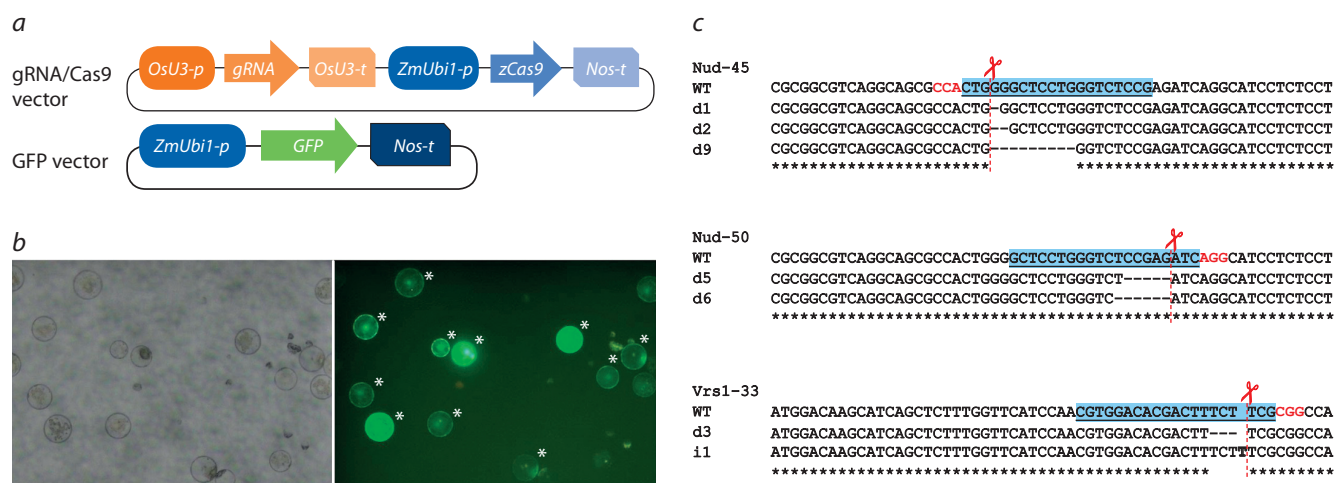 a
gRNA/Cas9 vector
OsU3-p gRNA OsU3-t ZmUbi1-p zCas9 Nos-t
GFP vector
ZmUbi1-p GFP Nos-t
b
c
Nud-45
WT CGCGGCGTCAGGCAGCGCCACTGGGGCTCCTGGGTCTCCGAGATCAGGCATCCTCTCCT
d1 CGCGGCGTCAGGCAGCGCCACTG-GGCTCCTGGGTCTCCGAGATCAGGCATCCTCTCCT
d2 CGCGGCGTCAGGCAGCGCCACTG--GCTCCTGGGTCTCCGAGATCAGGCATCCTCTCCT
d9 CGCGGCGTCAGGCAGCGCCACTG---------GGTCTCCGAGATCAGGCATCCTCTCCT
*********************** ***************************
Nud-50
WT CGCGGCGTCAGGCAGCGCCACTGGGGCTCCTGGGTCTCCGAGATCAGGCATCCTCTCCT
d5 CGCGGCGTCAGGCAGCGCCACTGGGGCTCCTGGGTCT-----ATCAGGCATCCTCTCCT
d6 CGCGGCGTCAGGCAGCGCCACTGGGGCTCCTGGGTC------ATCAGGCATCCTCTCCT
***********************************************************
Vrs1-33
WT ATGGACAAGCATCAGCTCTTTGGTTCATCCAACGTGGACACGACTTTCT TCGCGGCCA
d3 ATGGACAAGCATCAGCTCTTTGGTTCATCCAACGTGGACACGACTT--- TCGCGGCCA
i1 ATGGACAAGCATCAGCTCTTTGGTTCATCCAACGTGGACACGACTTTCTTTCGCGGCCA
********************************************** *********